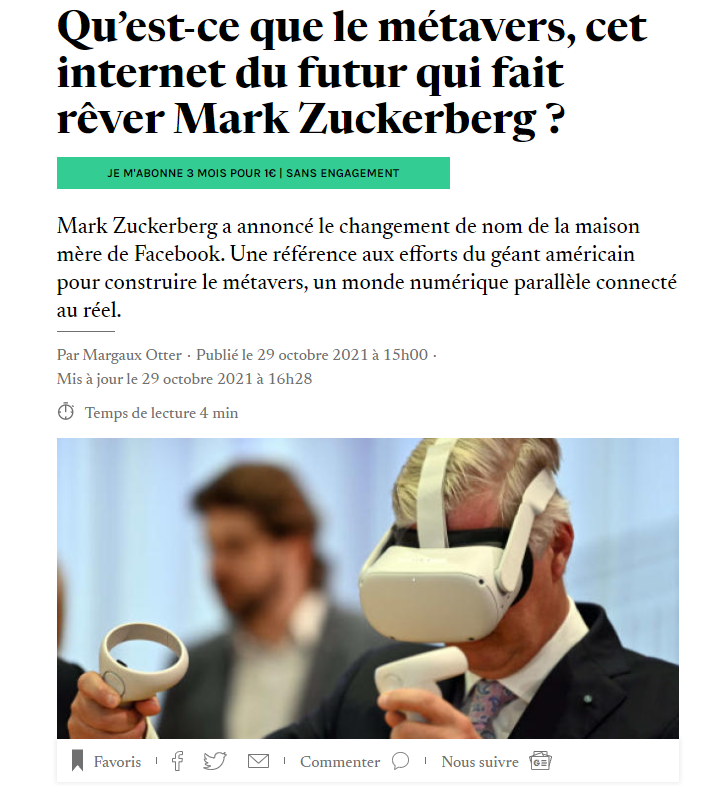 Qu’est-ce que le métavers, cet
internet du futur qui fait
rêver Mark Zuckerberg ?
JE M'ABONNE 3 MOIS POUR 1€ | SANS ENGAGEMENT
Mark Zuckerberg a annoncé le changement de nom de la maison
mère de Facebook. Une référence aux efforts du géant américain
pour construire le métavers, un monde numérique parallèle connecté
au réel.
Par Margaux Otter · Publié le 29 octobre 2021 à 15h00 ·
Mis à jour le 29 octobre 2021 à 16h28
Temps de lecture 4 min
Favoris Commenter Nous suivre GE